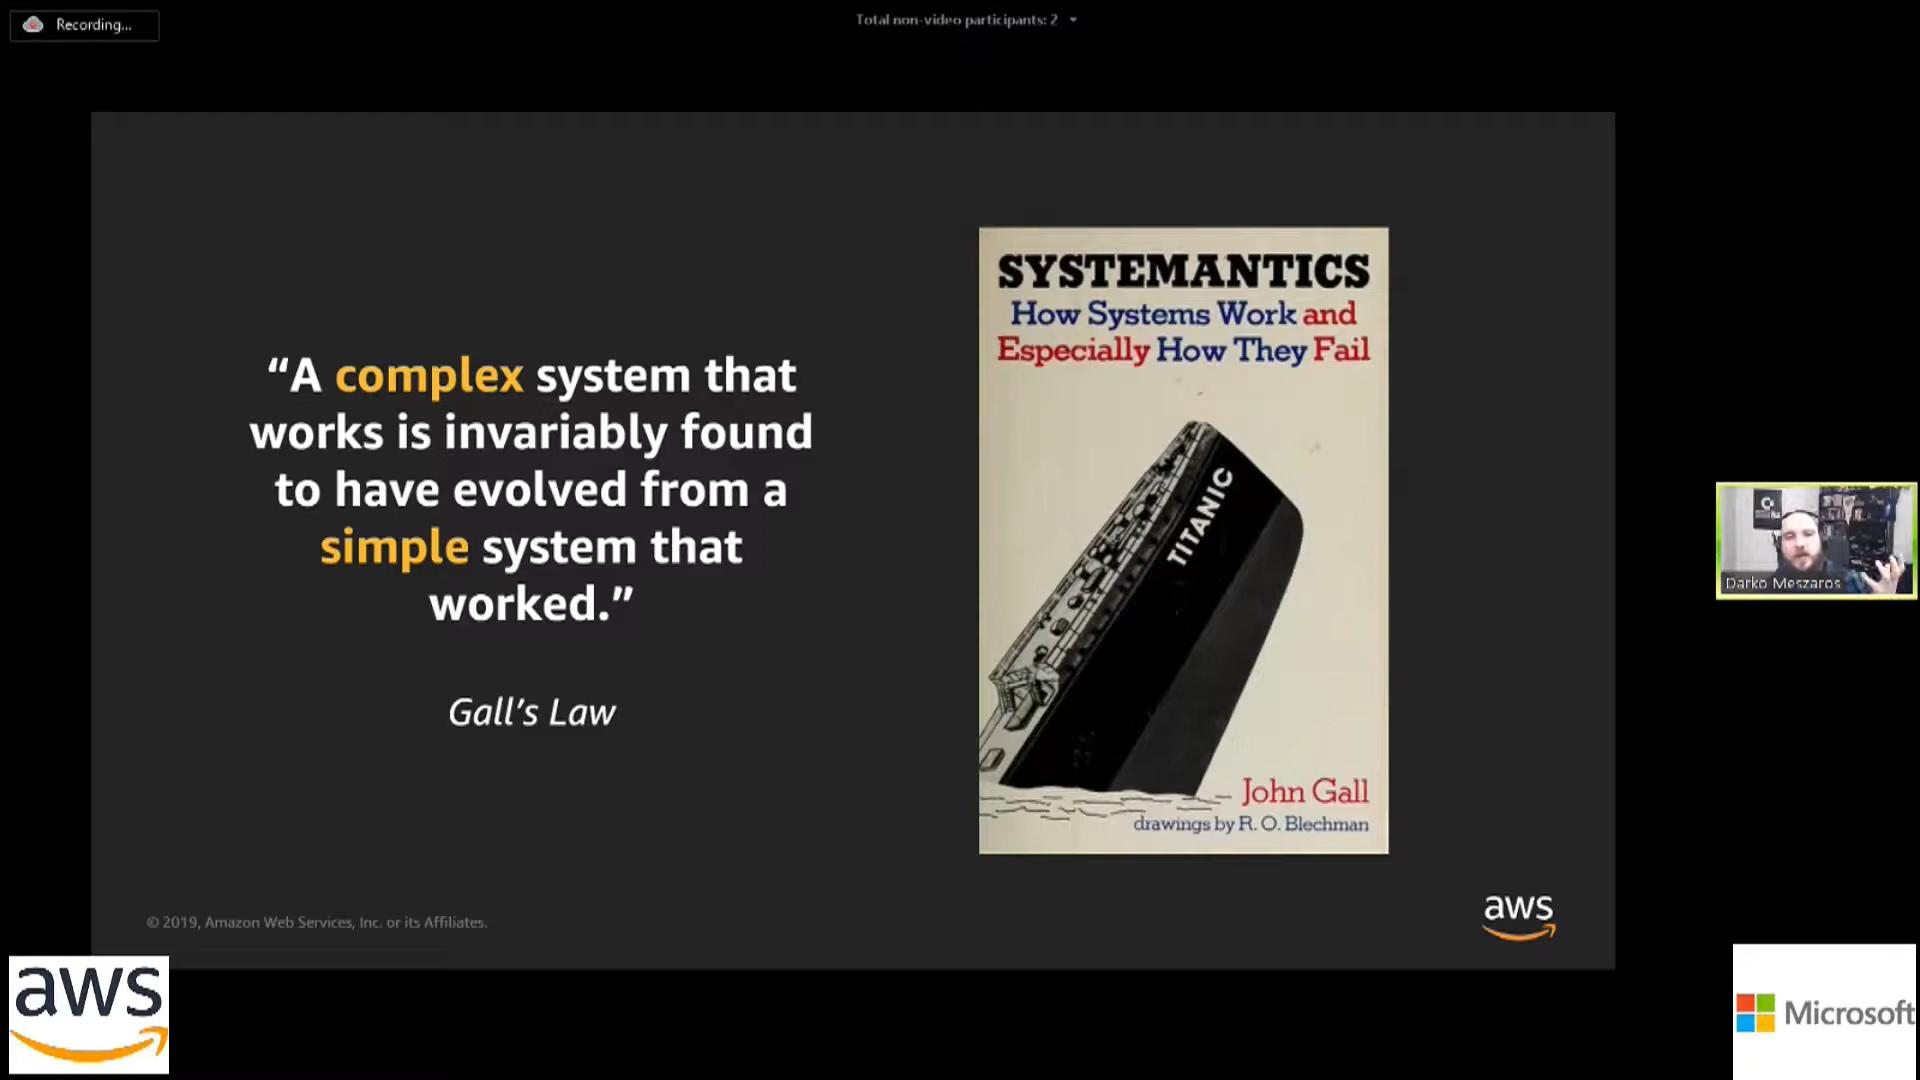 Recording...
Total non-video participants: 2
“A complex system that
works is invariably found
to have evolved from a
simple system that
worked.”
Gall’s Law
SYSTEMANTICS
How Systems Work and
Especially How They Fail
TITANIC
John Gall
drawings by R. O. Blechman
Darko Meszaros
© 2019, Amazon Web Services, Inc. or its Affiliates.
aws
aws
Microsoft